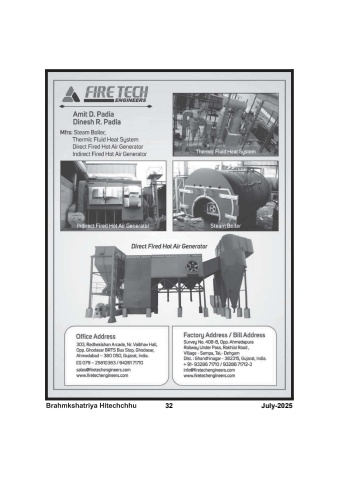 FIRE TECH
ENGINEERS
Amit D. Padia
Dinesh R. Padia
Mfrs: Steam Boiler,
Thermic Fluid Heat System
Direct Fired Hot Air Generator
Indirect Fired Hot Air Generator
Thermic Fluid Heat System
Indirect Fired Hot Air Generator
Steam Boiler
Direct Fired Hot Air Generator
Office Address
303, Radhekishan Arcade, Nr. Vaibhav Hall,
Opp. Ghodasar BRTS Bus Stop, Ghodasar,
Ahmedabad - 380 050, Gujarat, India.
sales@firetechengineers.com
www.firetechengineers.com
Factory Address / Bill Address
Survey No. 408-B, Opp. Ahmedapura
Railway Under Pass, Rakhial Road,
Village - Sampa, Tal.- Dehgam
Dist. : Ghandhinagar - 382315, Gujarat, India.
+ 91- 93286 71710 / 93286 71712-3
info@firetechengineers.com
www.firetechengineers.com
Brahmkshatriya Hitechchhu 32 July-2025